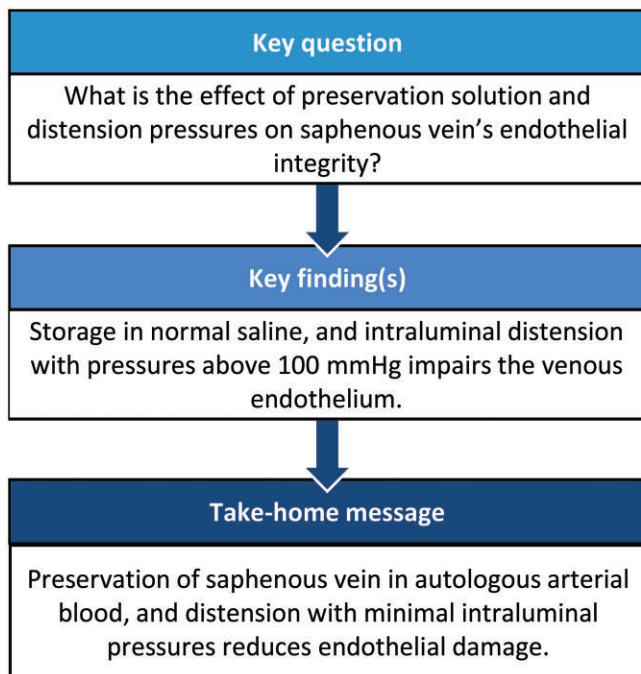 Key question
What is the effect of preservation solution and
distension pressures on saphenous vein’s endothelial
integrity?
Key finding(s)
Storage in normal saline, and intraluminal distension
with pressures above 100 mmHg impairs the venous
endothelium.
Take-home message
Preservation of saphenous vein in autologous arterial
blood, and distension with minimal intraluminal
pressures reduces endothelial damage.